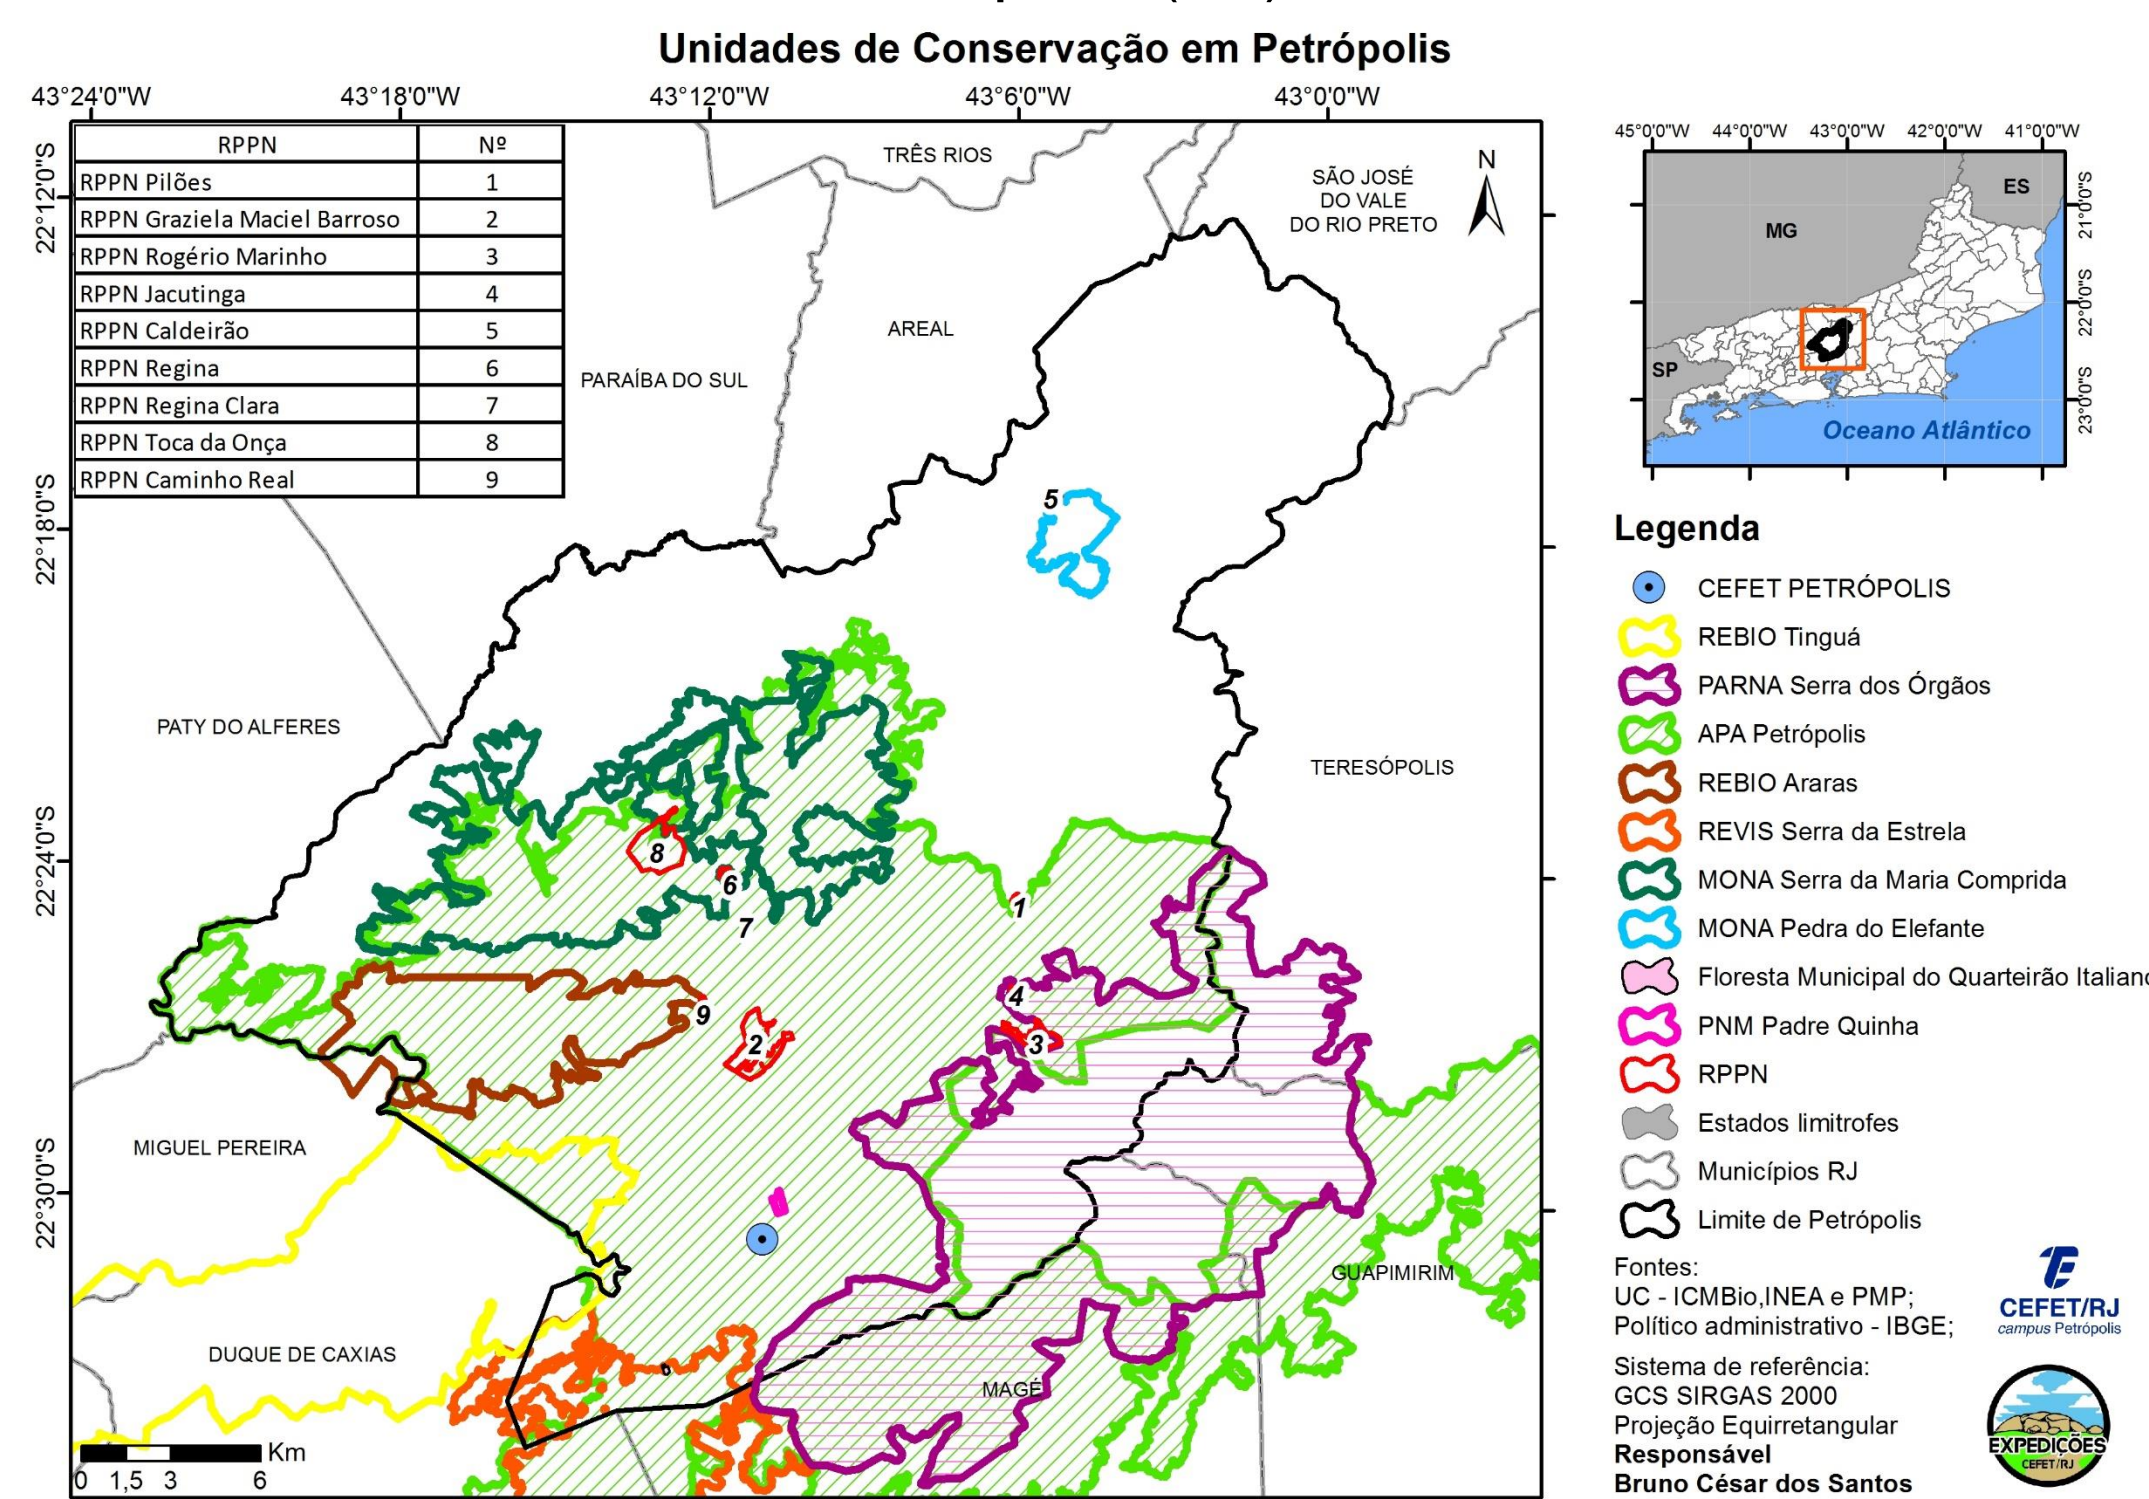 Unidades de Conservação em Petrópolis
43°24'0"W 43°18'0"W 43°12'0"W 43°6'0"W 43°0'0"W
22°12'0"S
22°18'0"S
22°24'0"S
22°30'0"S
RPPN Nº
RPPN Pilões 1
RPPN Graziela Maciel Barroso 2
RPPN Rogério Marinho 3
RPPN Jacutinga 4
RPPN Caldeirão 5
RPPN Regina 6
RPPN Regina Clara 7
RPPN Toca da Onça 8
RPPN Caminho Real 9
TRÊS RIOS
SÃO JOSÉ
DO VALE
DO RIO PRETO
N
AREAL
PARAÍBA DO SUL
5
PATY DO ALFERES
TERESÓPOLIS
8
6
7
1
4
9
2
3
MIGUEL PEREIRA
GUAPIMIRIM
DUQUE DE CAXIAS
MAGÉ
Km
0 1,5 3 6
45°0'0"W 44°0'0"W 43°0'0"W 42°0'0"W 41°0'0"W
21°0'0"S
22°0'0"S
23°0'0"S
ES
MG
SP
Oceano Atlântico
Legenda
CEFET PETRÓPOLIS
REBIO Tinguá
PARNA Serra dos Órgãos
APA Petrópolis
REBIO Araras
REVIS Serra da Estrela
MONA Serra da Maria Comprida
MONA Pedra do Elefante
Floresta Municipal do Quarteirão Italiano
PNM Padre Quinha
RPPN
Estados limitrofes
Municípios RJ
Limite de Petrópolis
Fontes:
UC - ICMBio,INEA e PMP;
Político administrativo - IBGE;
CEFET/RJ
campus Petrópolis
Sistema de referência:
GCS SIRGAS 2000
Projeção Equirretangular
Responsável
Bruno César dos Santos
EXPEDIÇÕES
CEFET/RJ